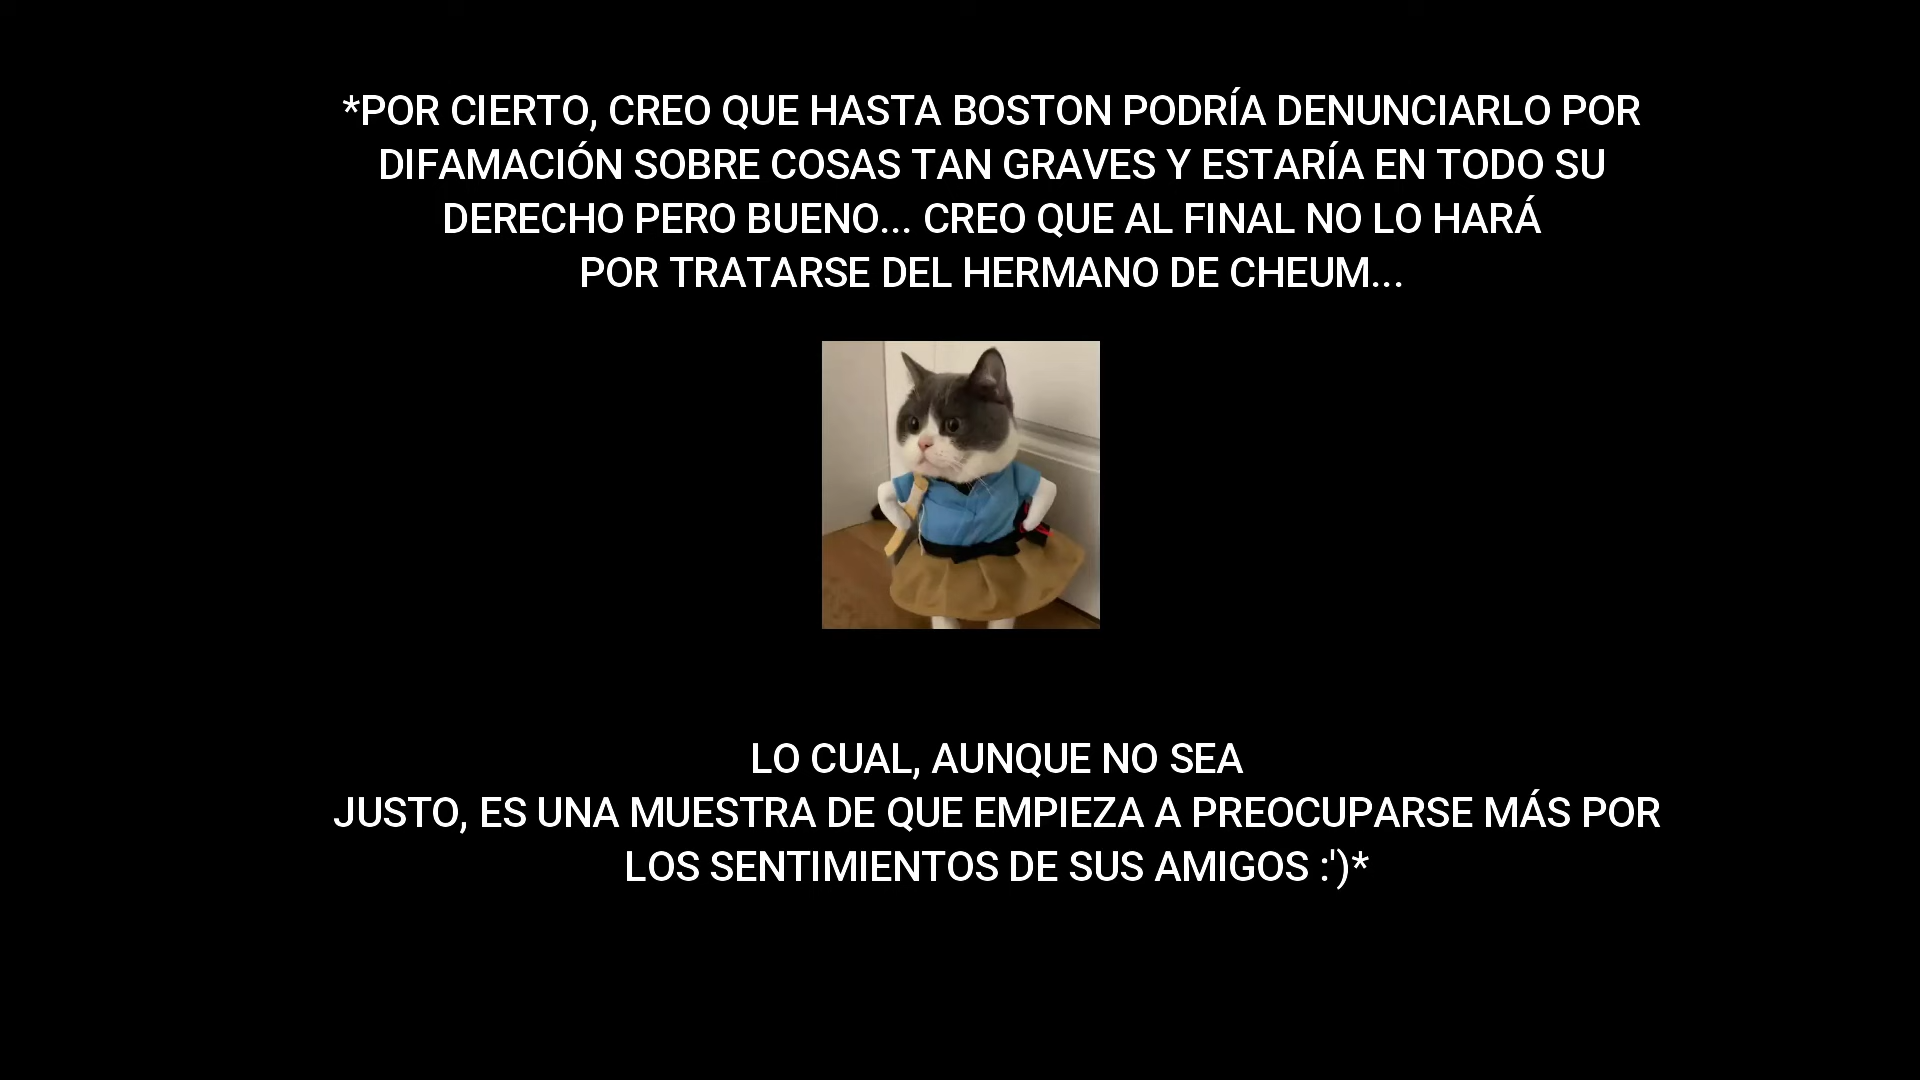 *POR CIERTO, CREO QUE HASTA BOSTON PODRÍA DENUNCIARLO POR
DIFAMACIÓN SOBRE COSAS TAN GRAVES Y ESTARÍA EN TODO SU
DERECHO PERO BUENO... CREO QUE AL FINAL NO LO HARÁ
POR TRATARSE DEL HERMANO DE CHEUM...
LO CUAL, AUNQUE NO SEA
JUSTO, ES UNA MUESTRA DE QUE EMPIEZA A PREOCUPARSE MÁS POR
LOS SENTIMIENTOS DE SUS AMIGOS :')*